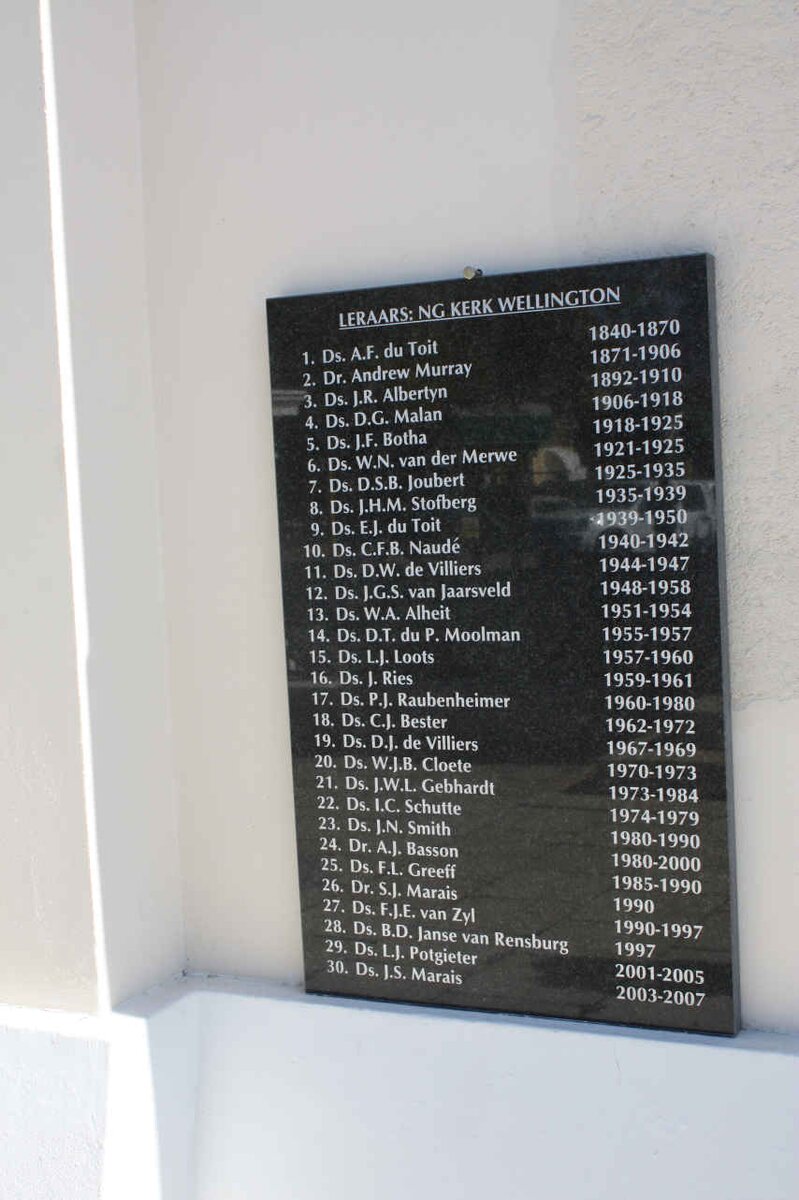 LERAARS: NG KERK WELLINGTON
1. Ds. A.F. du Toit 1840-1870
2. Dr. Andrew Murray 1871-1906
3. Ds. J.R. Albertyn 1892-1910
4. Ds. D.G. Malan 1906-1918
5. Ds. J.F. Botha 1918-1925
6. Ds. W.N. van der Merwe 1921-1925
7. Ds. D.S.B. Joubert 1925-1935
8. Ds. J.H.M. Stofberg 1935-1939
9. Ds. E.J. du Toit 1939-1950
10. Ds. C.F.B. Naudé 1940-1942
11. Ds. D.W. de Villiers 1944-1947
12. Ds. J.G.S. van Jaarsveld 1948-1958
13. Ds. W.A. Alheit 1951-1954
14. Ds. D.T. du P. Moolman 1955-1957
15. Ds. L.J. Loots 1957-1960
16. Ds. J. Ries 1959-1961
17. Ds. P.J. Raubenheimer 1960-1980
18. Ds. C.J. Bester 1962-1972
19. Ds. D.J. de Villiers 1967-1969
20. Ds. W.J.B. Cloete 1970-1973
21. Ds. J.W.L. Gebhardt 1973-1984
22. Ds. I.C. Schutte 1974-1979
23. Ds. J.N. Smith 1980-1990
24. Dr. A.J. Basson 1980-2000
25. Ds. F.L. Greeff 1985-1990
26. Dr. S.J. Marais 1990
27. Ds. F.J.E. van Zyl 1990-1997
28. Ds. B.D. Janse van Rensburg 1997
29. Ds. L.J. Potgieter 2001-2005
30. Ds. J.S. Marais 2003-2007